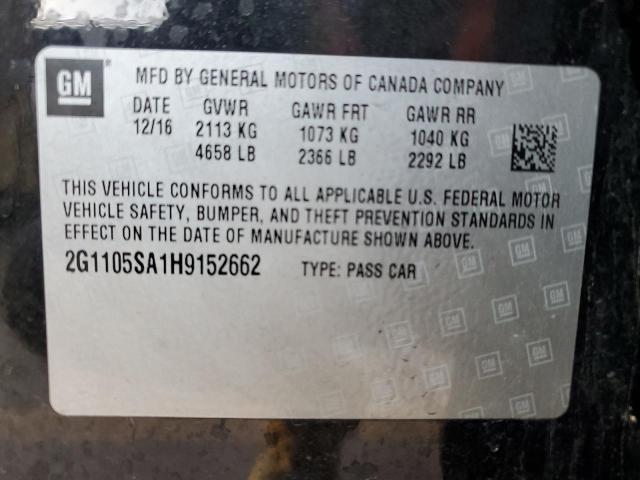 GM
MFD BY GENERAL MOTORS OF CANADA COMPANY
DATE GVWR GAWR FRT GAWR RR
12/16 2113 KG 1073 KG 1040 KG
4658 LB 2366 LB 2292 LB
THIS VEHICLE CONFORMS TO ALL APPLICABLE U.S. FEDERAL MOTOR
VEHICLE SAFETY, BUMPER, AND THEFT PREVENTION STANDARDS IN
EFFECT ON THE DATE OF MANUFACTURE SHOWN ABOVE.
2G1105SA1H9152662 TYPE: PASS CAR